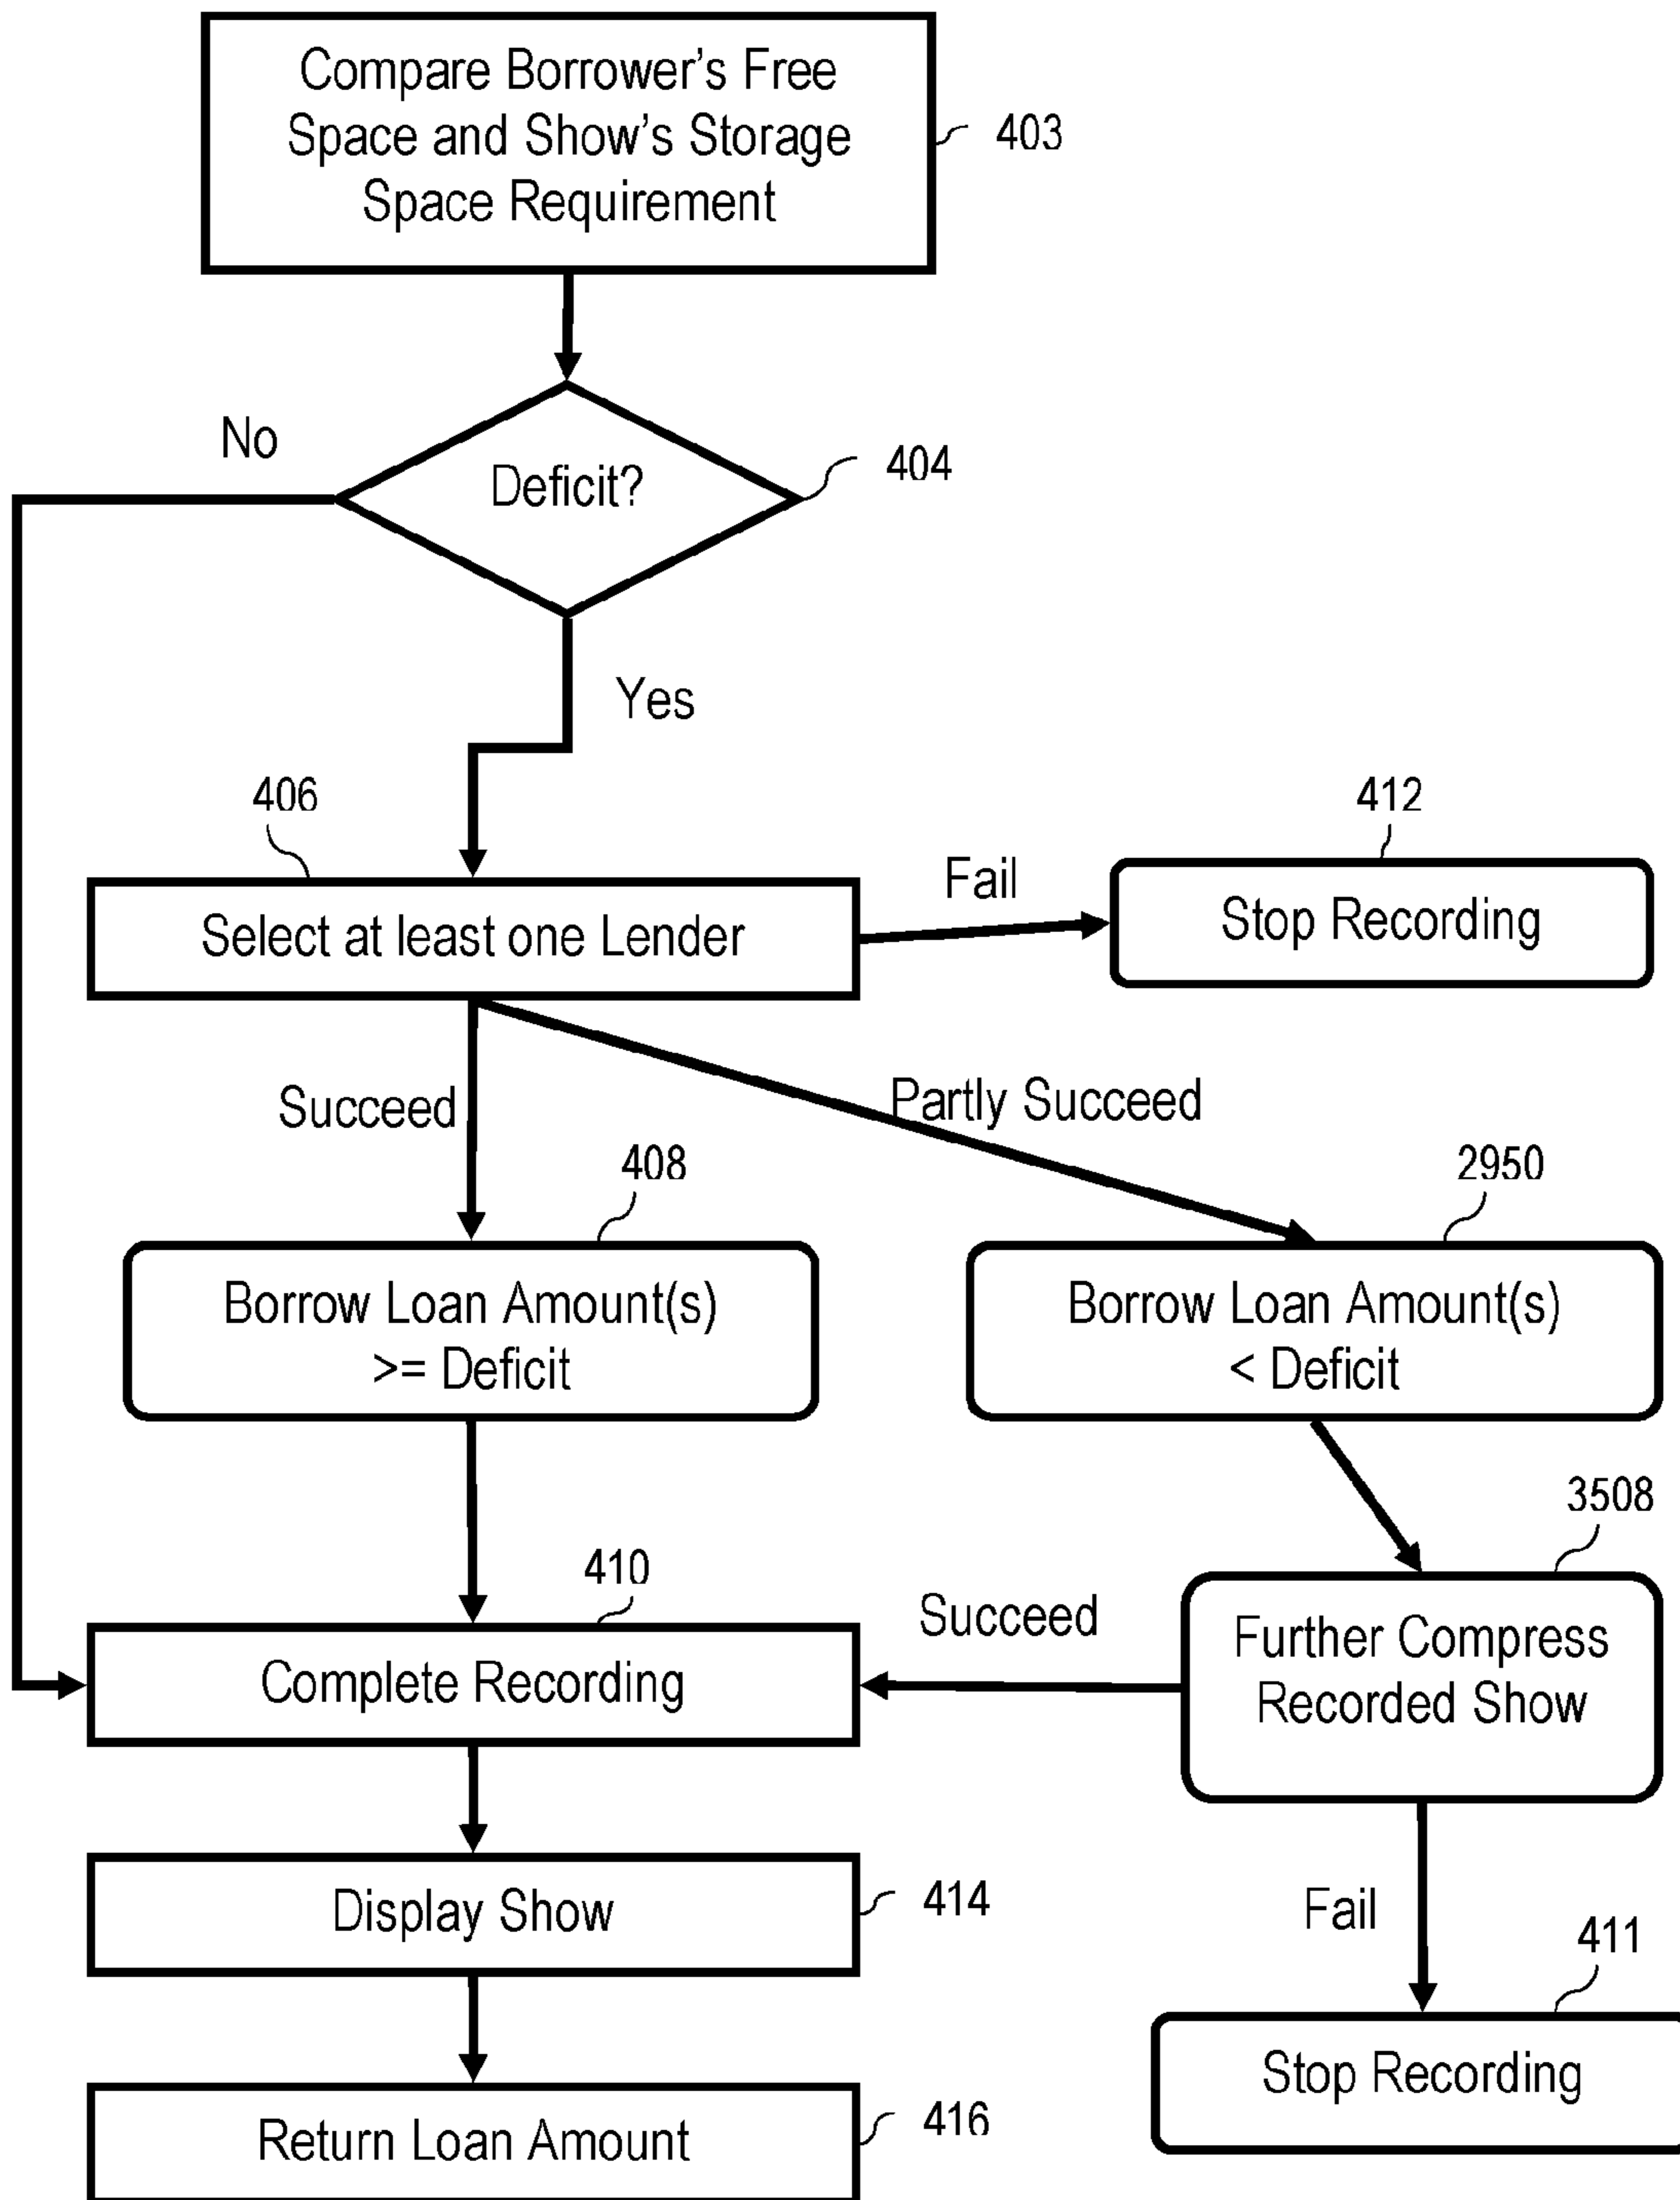 Compare Borrower's Free
Space and Show's Storage
Space Requirement
403
No
Deficit?
404
Yes
406
412
Fail
Select at least one Lender
Stop Recording
Succeed
Partly Succeed
408
2950
Borrow Loan Amount(s)
>= Deficit
Borrow Loan Amount(s)
< Deficit
3508
410
Succeed
Further Compress
Recorded Show
Complete Recording
Display Show
414
Fail
411
Stop Recording
Return Loan Amount
416